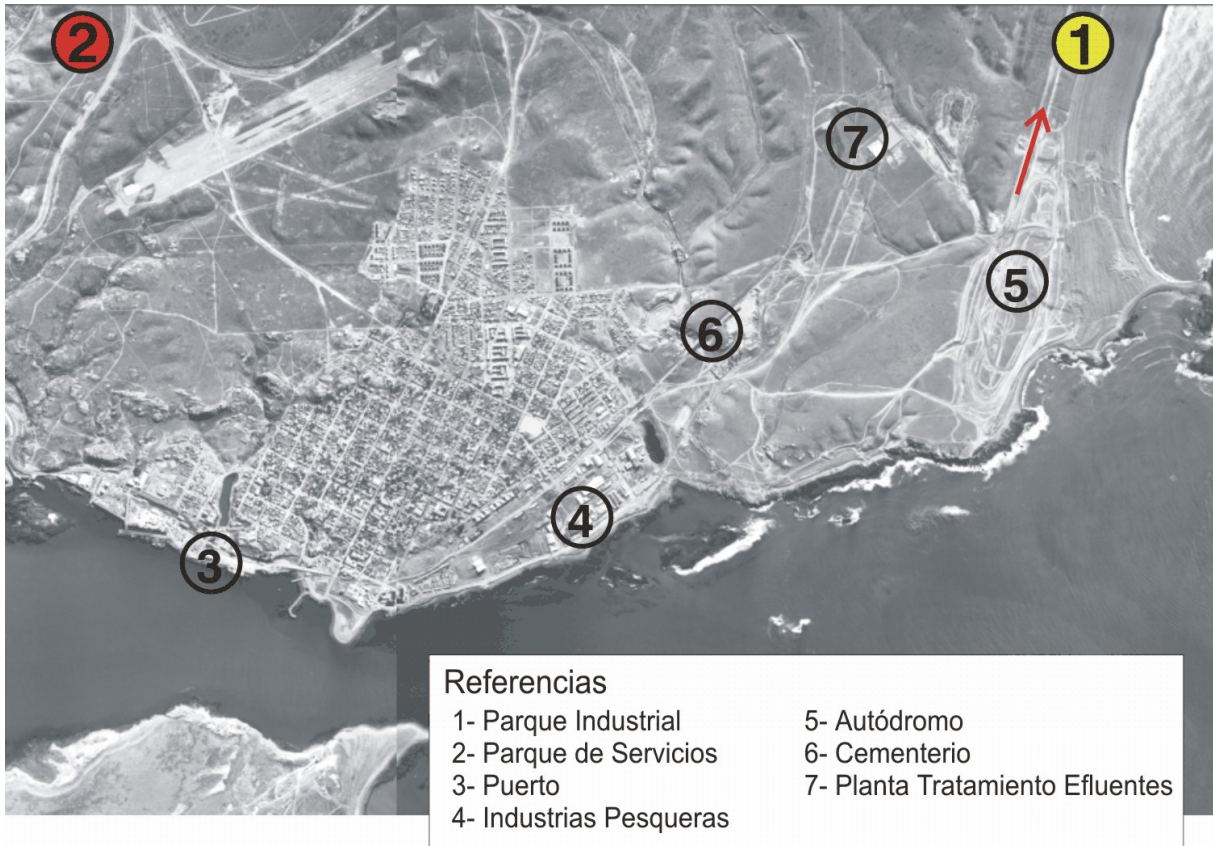 2
1
7
5
6
4
3
Referencias
1- Parque Industrial
2- Parque de Servicios
3- Puerto
4- Industrias Pesqueras
5- Autódromo
6- Cementerio
7- Planta Tratamiento Efluentes